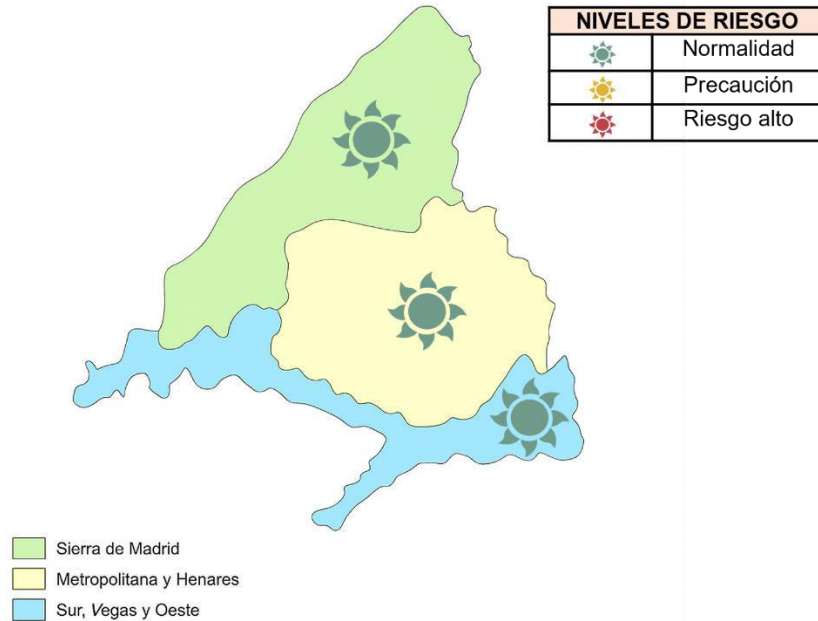 NIVELES DE RIESGO
Normalidad
Precaución
Riesgo alto
Sierra de Madrid
Metropolitana y Henares
Sur, Vegas y Oeste